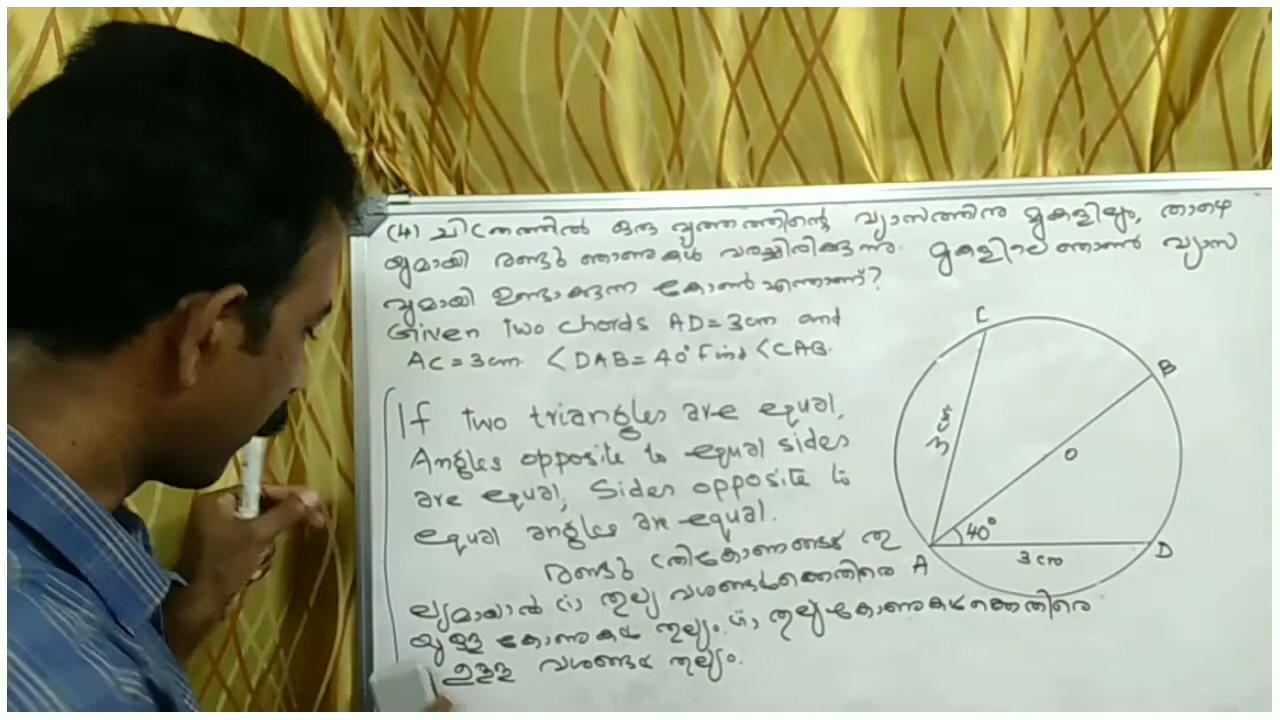 (4) ചിത്രത്തിൽ ഒരു വൃത്തത്തിന്റെ വ്യാസത്തിനു മുകളിലും, താഴെ
യുമായി രണ്ടു ഞാണുകൾ വരച്ചിരിക്കുന്നു. മുകളിലെ ഞാൺ വ്യാസ
വുമായി ഉണ്ടാക്കുന്ന കോൺ എന്താണ്?
Given two chords AD=3cm and
AC=3cm. <DAB=40° Find <CAB.
If two triangles are equal,
Angles opposite to equal sides
are equal, Sides opposite to
equal angles are equal.
രണ്ടു ത്രികോണങ്ങൾ തു
ല്യമായാൽ (i) തുല്യ വശങ്ങൾക്കെതിരെ
യുള്ള കോണുകൾ തുല്യം. ii) തുല്യകോണുകൾക്കെതിരെ
ഉള്ള വശങ്ങൾ തുല്യം.
C
B
3cm
O
40°
A
3cm
D